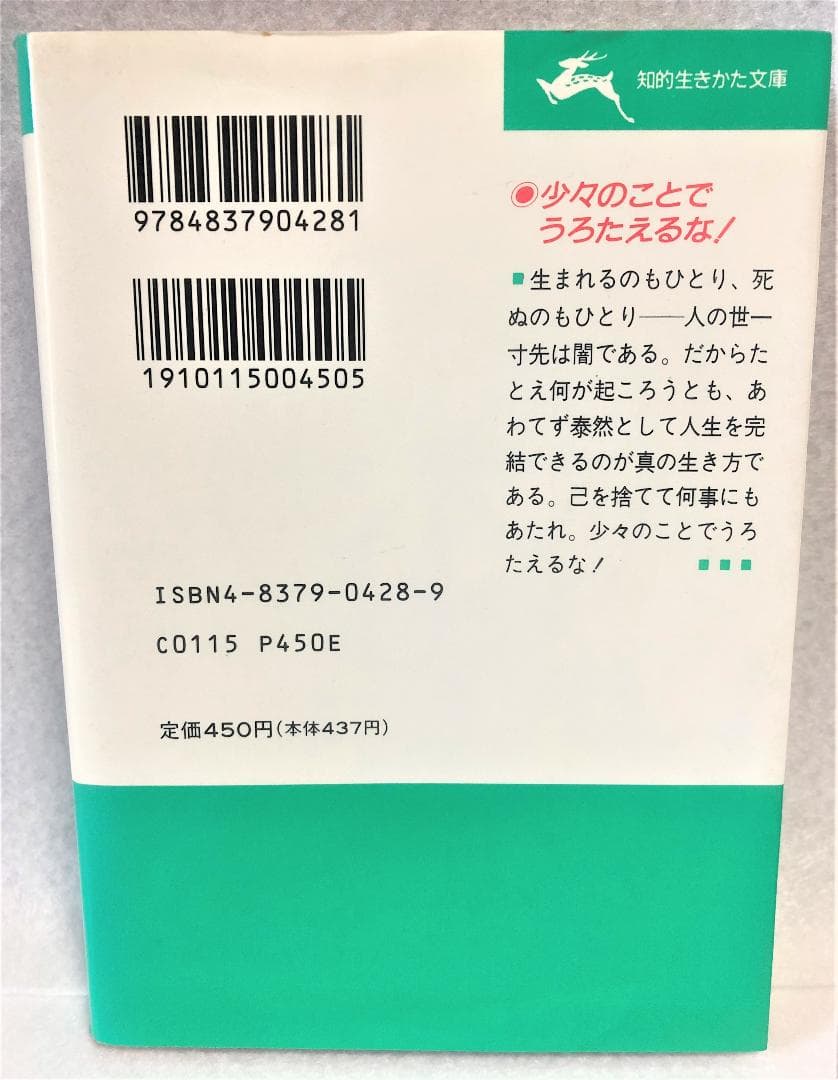 知的生きかた文庫
9784837904281
1910115004505
ISBN4-8379-0428-9
C0115 P450E
定価450円(本体437円)
◉少々のことで
うろたえるな!
■生まれるのもひとり、死
ぬのもひとり――人の世一
寸先は闇である。だからた
とえ何が起ころうとも、あ
わてず泰然として人生を完
結できるのが真の生き方で
ある。己を捨てて何事にも
あたれ。少々のことでうろ
たえるな! ■■■